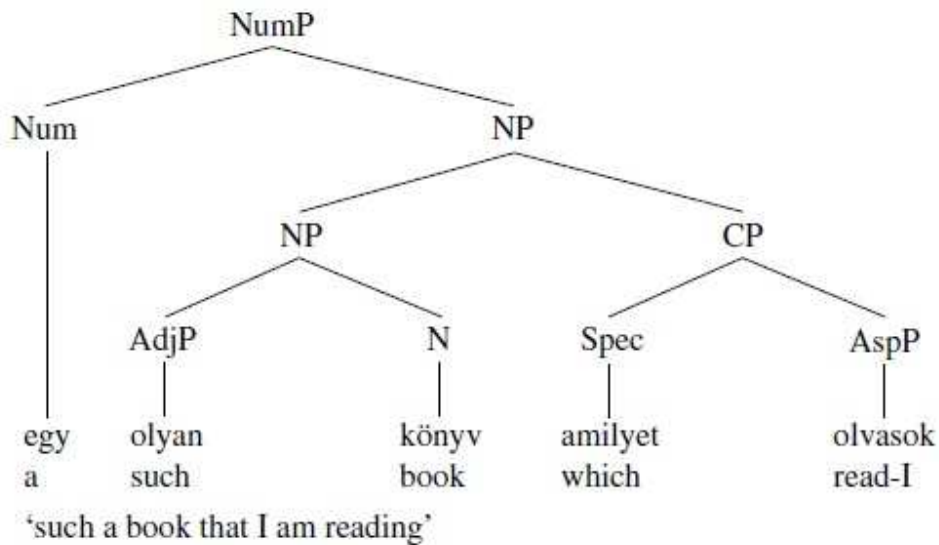 NumP
Num NP
NP CP
AdjP N Spec AspP
egy olyan könyv amilyet olvasok
a such book which read-I
‘such a book that I am reading’